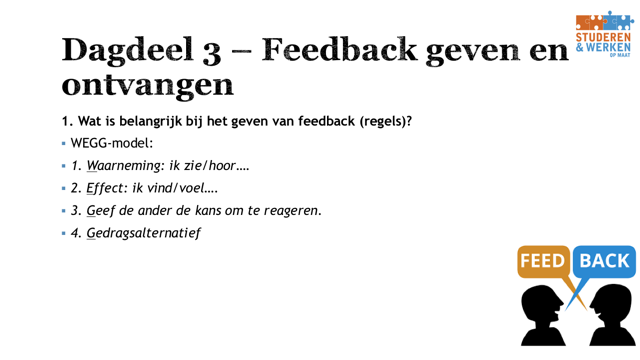 STUDEREN
& WERKEN
OP MAAT
Dagdeel 3 – Feedback geven en
ontvangen
1. Wat is belangrijk bij het geven van feedback (regels)?
▪ WEGG-model:
▪ 1. Waarneming: ik zie/hoor….
▪ 2. Effect: ik vind/voel….
▪ 3. Geef de ander de kans om te reageren.
▪ 4. Gedragsalternatief
FEED BACK